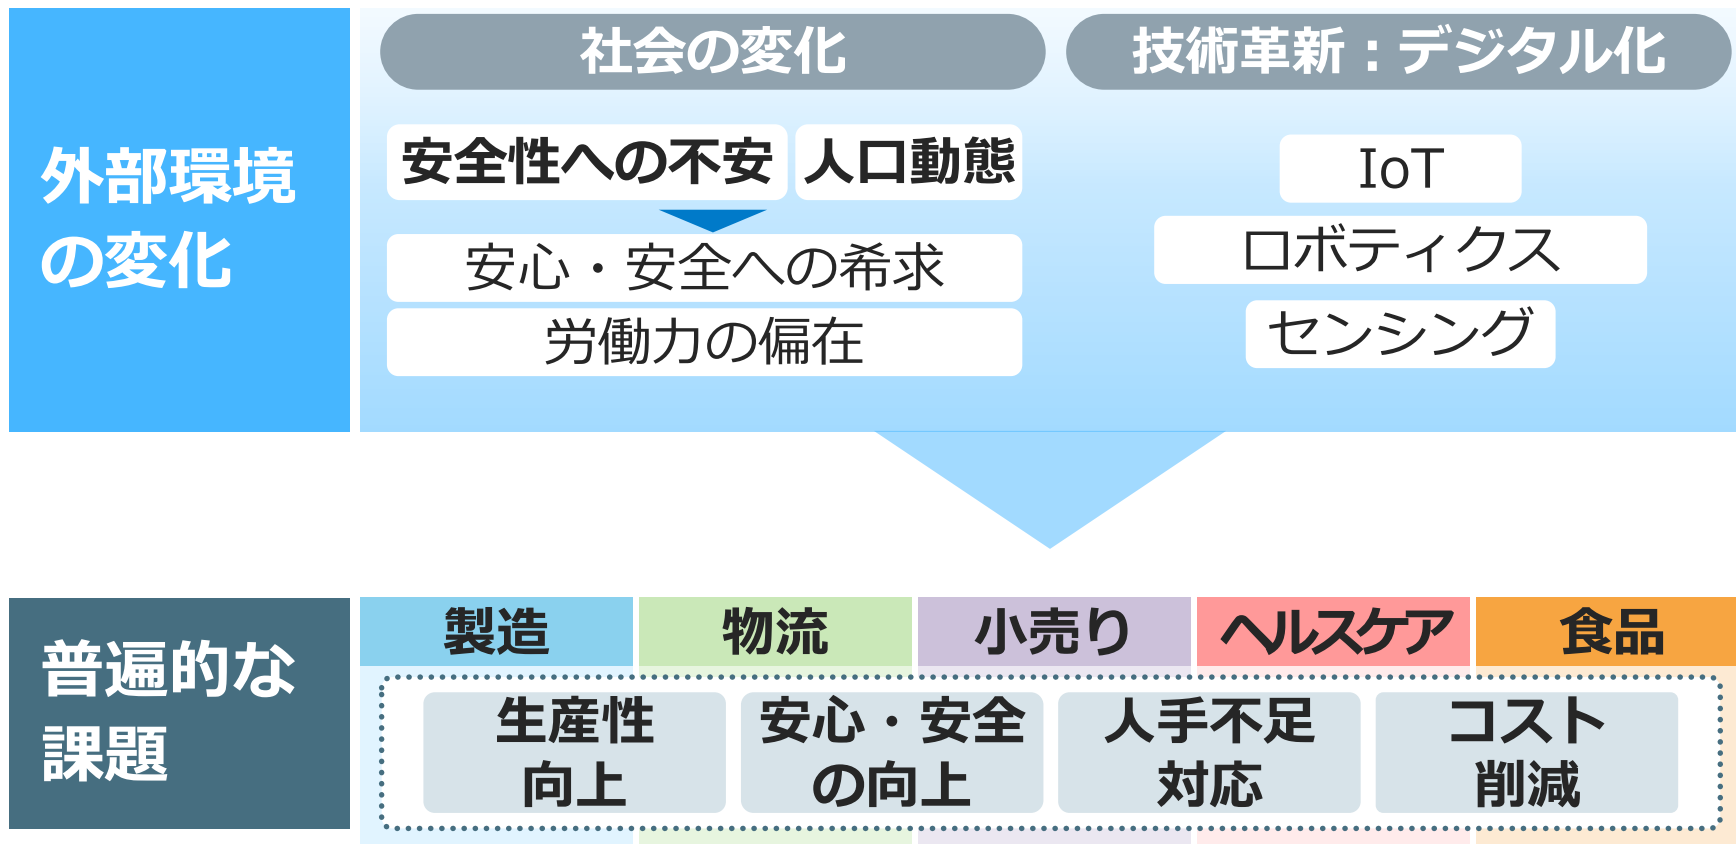 外部環境
の変化
社会の変化
安全性への不安
人口動態
安心・安全への希求
労働力の偏在
技術革新：デジタル化
IoT
ロボティクス
センシング
普遍的な
課題
製造
物流
小売り
ヘルスケア
食品
生産性
向上
安心・安全
の向上
人手不足
対応
コスト
削減